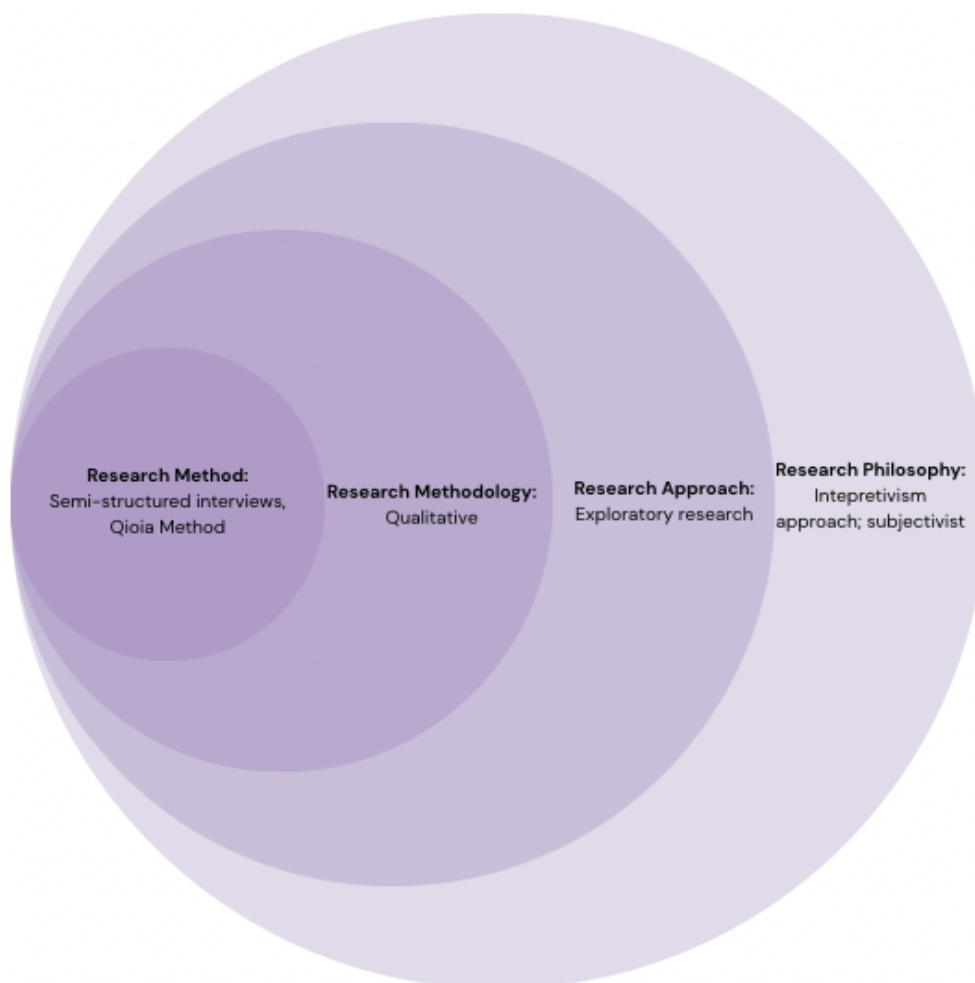 Research Method:
Semi-structured interviews,
Qioia Method
Research Methodology:
Qualitative
Research Approach:
Exploratory research
Research Philosophy:
Intepretivism
approach; subjectivist